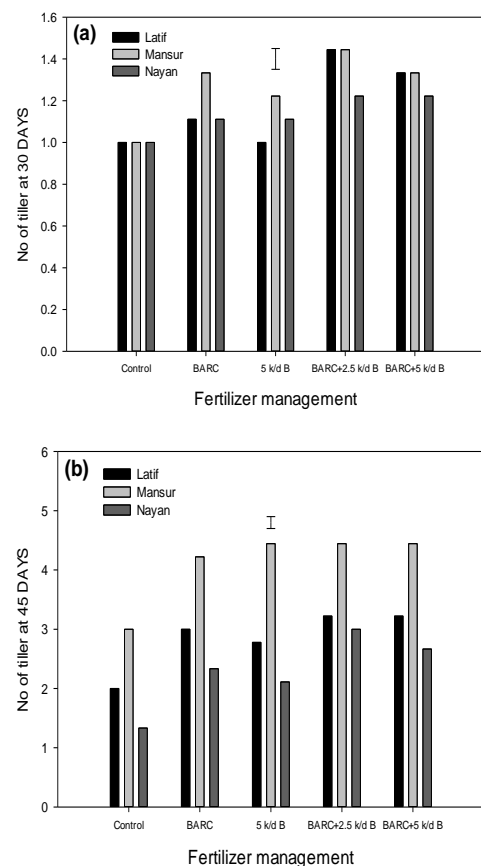 (a)
Latif
Mansur
Nayan
No of tiller at 30 DAYS
1.6
1.4
1.2
1.0
0.8
0.6
0.4
0.2
0.0
Control BARC 5 k/d B BARC+2.5 k/d B BARC+5 k/d B
Fertilizer management
(b)
Latif
Mansur
Nayan
No of tiller at 45 DAYS
6
5
4
3
2
1
0
Control BARC 5 k/d B BARC+2.5 k/d B BARC+5 k/d B
Fertilizer management